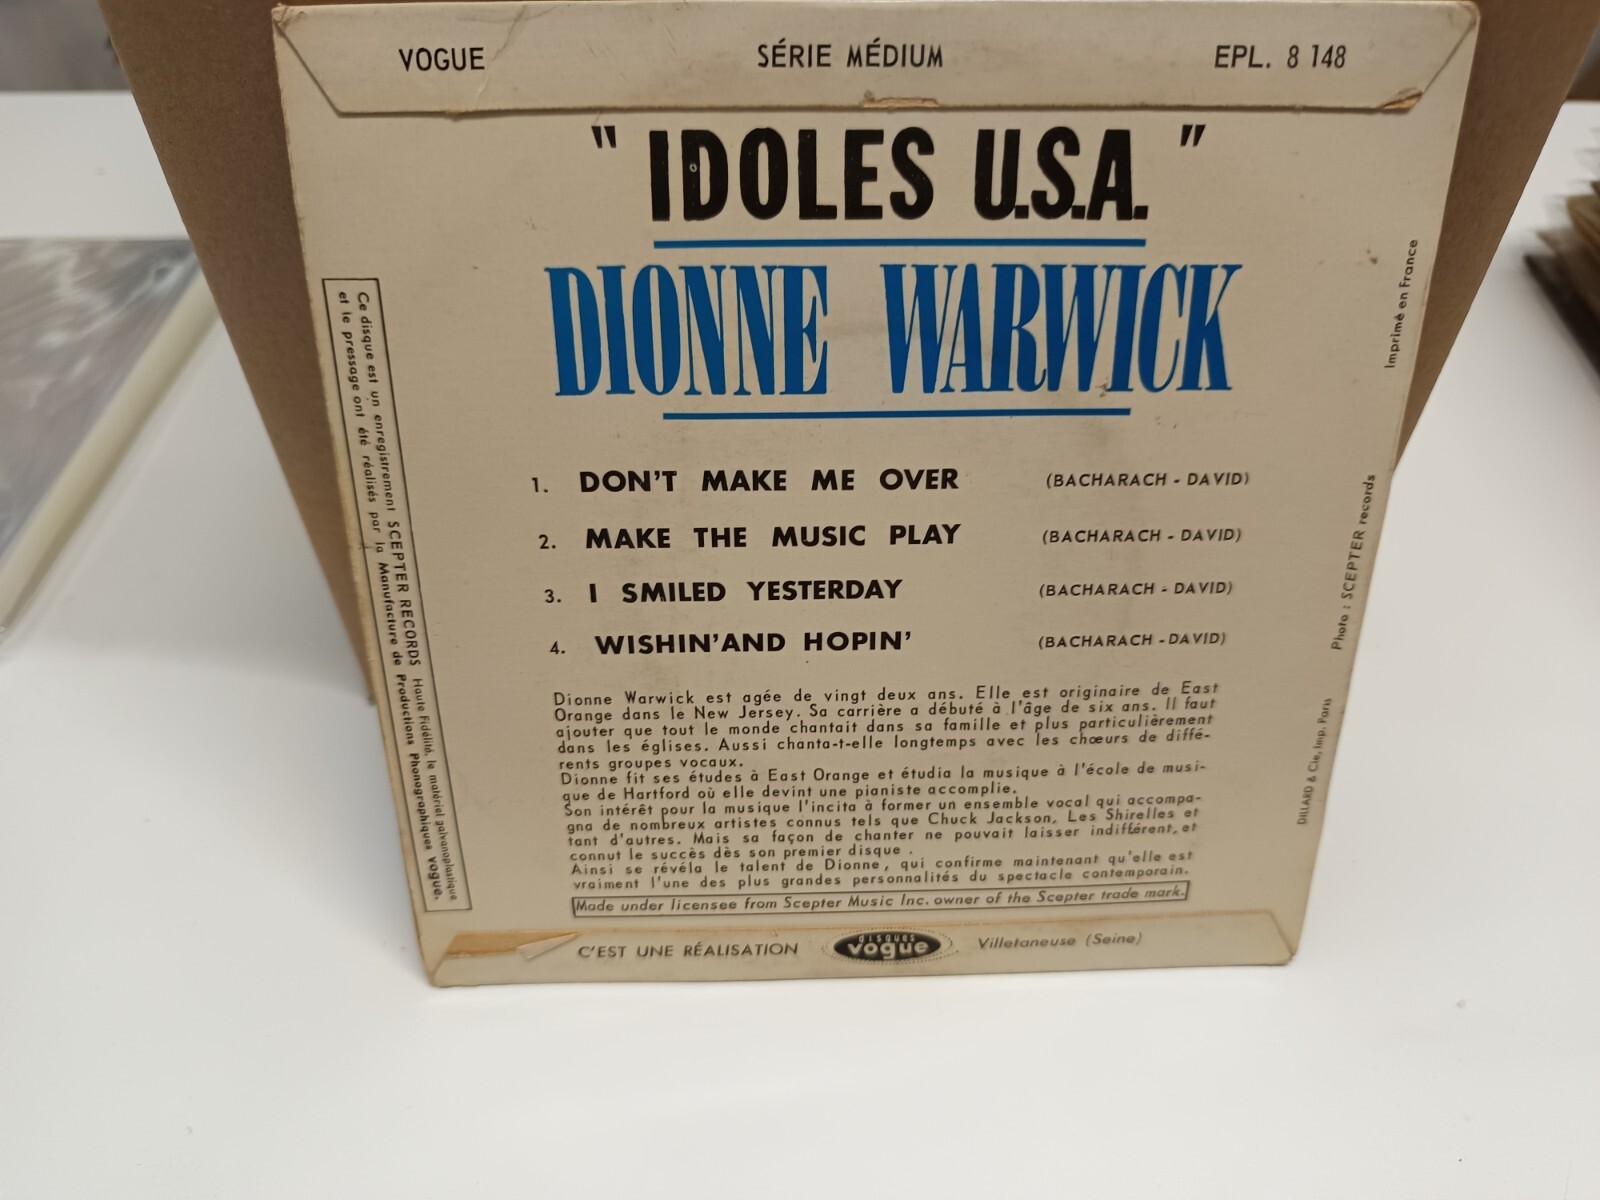 VOGUE SÉRIE MÉDIUM EPL. 8 148
" IDOLES U.S.A. "
DIONNE WARWICK
1. DON'T MAKE ME OVER (BACHARACH - DAVID)
2. MAKE THE MUSIC PLAY (BACHARACH - DAVID)
3. I SMILED YESTERDAY (BACHARACH - DAVID)
4. WISHIN' AND HOPIN' (BACHARACH - DAVID)
Dionne Warwick est agée de vingt deux ans. Elle est originaire de East
Orange dans le New Jersey. Sa carrière a débuté à l'âge de six ans. Il faut
ajouter que tout le monde chantait dans sa famille et plus particulièrement
dans les églises. Aussi chanta-t-elle longtemps avec les chœurs de diffé-
rents groupes vocaux.
Dionne fit ses études à East Orange et étudia la musique à l'école de musi-
que de Hartford où elle devint une pianiste accomplie.
Son intérêt pour la musique l'incita à former un ensemble vocal qui accompa-
gna de nombreux artistes connus tels que Chuck Jackson, Les Shirelles et
tant d'autres. Mais sa façon de chanter ne pouvait laisser indifférent, et
connut le succès dès son premier disque .
Ainsi se révéla le talent de Dionne, qui confirme maintenant qu'elle est
vraiment l'une des plus grandes personnalités du spectacle contemporain.
Made under licensee from Scepter Music Inc. owner of the Scepter trade mark.
C'EST UNE RÉALISATION DISQUES vogue Villetaneuse (Seine)
Ce disque est un enregistrement SCEPTER RECORDS Haute Fidélité, le matériel galvanoplastique
et le pressage ont été réalisés par la Manufacture de Productions Phonographiques Vogue.
Imprimé en France
Photo : SCEPTER records
DILLARD & Cie, Imp. Paris